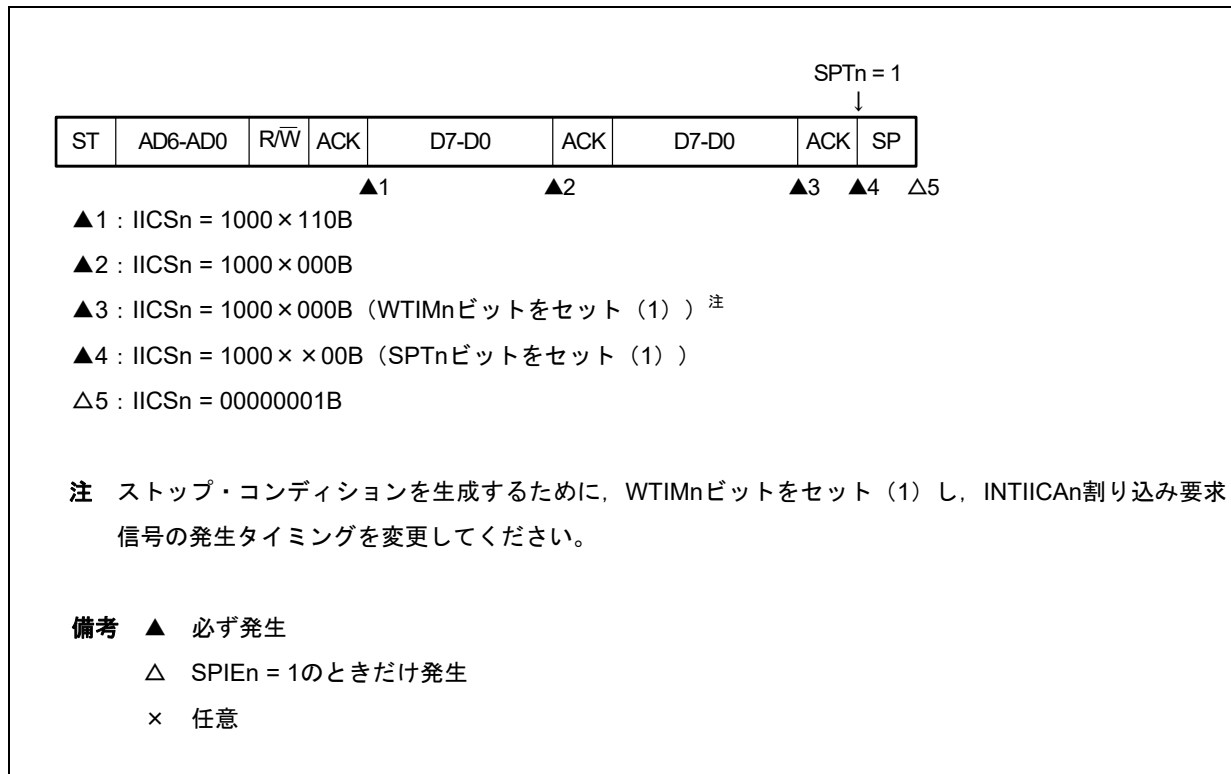 SPTn = 1
↓
ST AD6-AD0 R/W̅ ACK D7-D0 ACK D7-D0 ACK SP
▲1 ▲2 ▲3 ▲4 △5
▲1：IICSn = 1000×110B
▲2：IICSn = 1000×000B
▲3：IICSn = 1000×000B（WTIMnビットをセット（1））注
▲4：IICSn = 1000××00B（SPTnビットをセット（1））
△5：IICSn = 00000001B
注 ストップ・コンディションを生成するために，WTIMnビットをセット（1）し，INTIICAn割り込み要求
信号の発生タイミングを変更してください。
備考 ▲ 必ず発生
△ SPIEn = 1のときだけ発生
× 任意